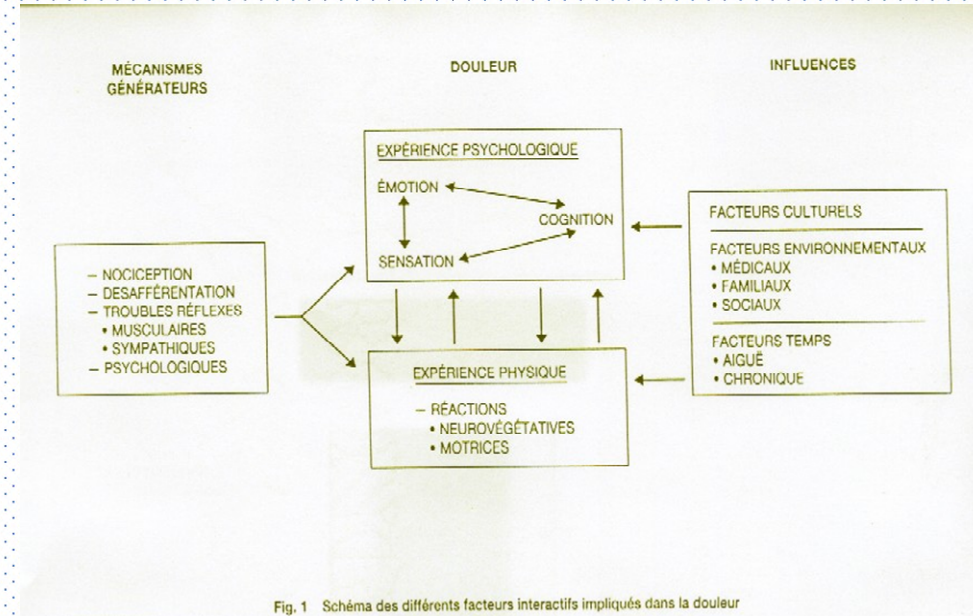 MÉCANISMES
GÉNÉRATEURS
DOULEUR
INFLUENCES
– NOCICEPTION
– DESAFFÉRENTATION
– TROUBLES RÉFLEXES
• MUSCULAIRES
• SYMPATHIQUES
– PSYCHOLOGIQUES
EXPÉRIENCE PSYCHOLOGIQUE
ÉMOTION
COGNITION
SENSATION
EXPÉRIENCE PHYSIQUE
– RÉACTIONS
• NEUROVÉGÉTATIVES
• MOTRICES
FACTEURS CULTURELS
FACTEURS ENVIRONNEMENTAUX
• MÉDICAUX
• FAMILIAUX
• SOCIAUX
FACTEURS TEMPS
• AIGUË
• CHRONIQUE
Fig. 1 Schéma des différents facteurs interactifs impliqués dans la douleur